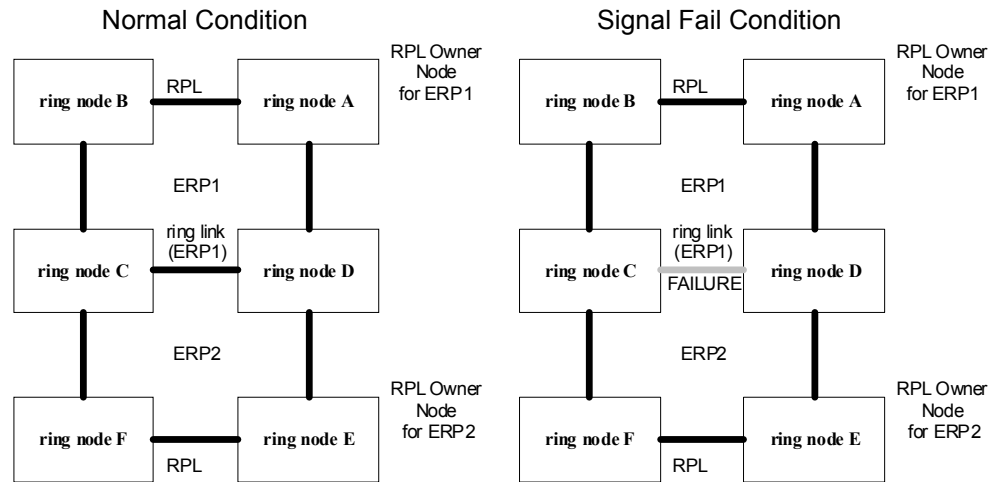 Normal Condition
RPL Owner
Node
for ERP1
ring node B
RPL
ring node A
ERP1
ring link
(ERP1)
ring node C
ring node D
ERP2
RPL Owner
Node
for ERP2
ring node F
RPL
ring node E
Signal Fail Condition
RPL Owner
Node
for ERP1
ring node B
RPL
ring node A
ERP1
ring link
(ERP1)
ring node C
FAILURE
ring node D
ERP2
RPL Owner
Node
for ERP2
ring node F
RPL
ring node E